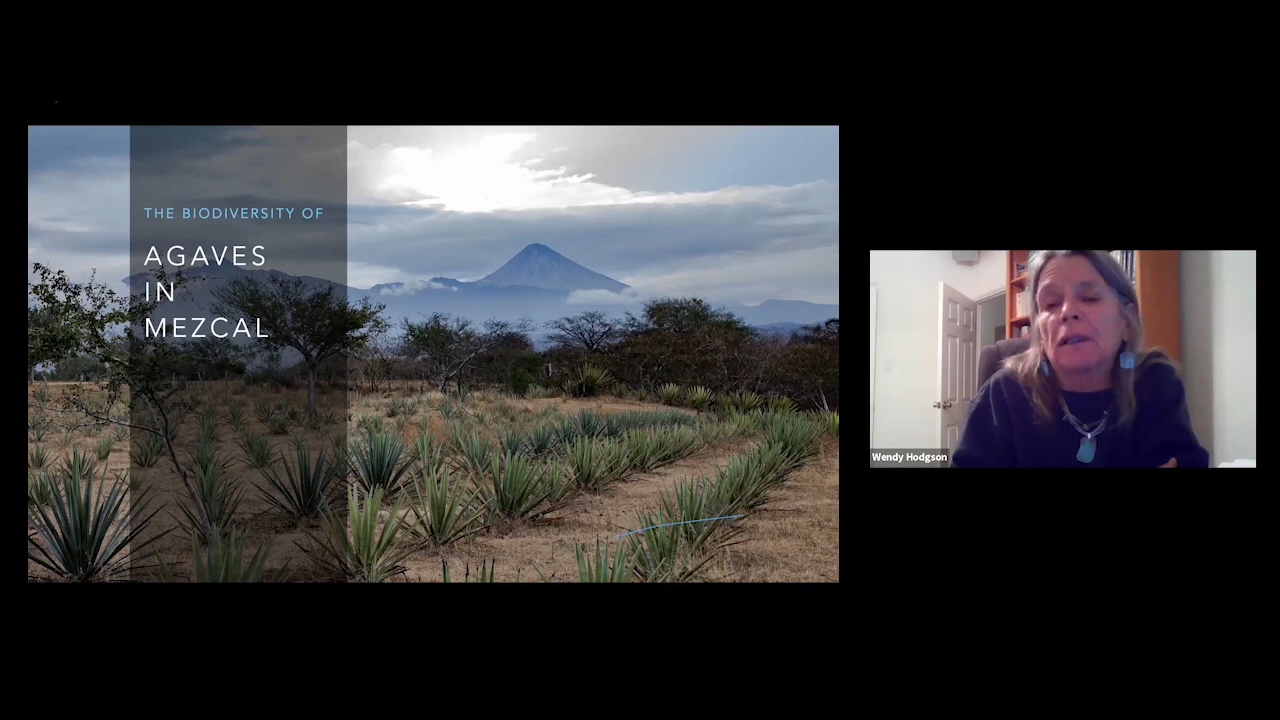 THE BIODIVERSITY OF
AGAVES
IN
MEZCAL
Wendy Hodgson